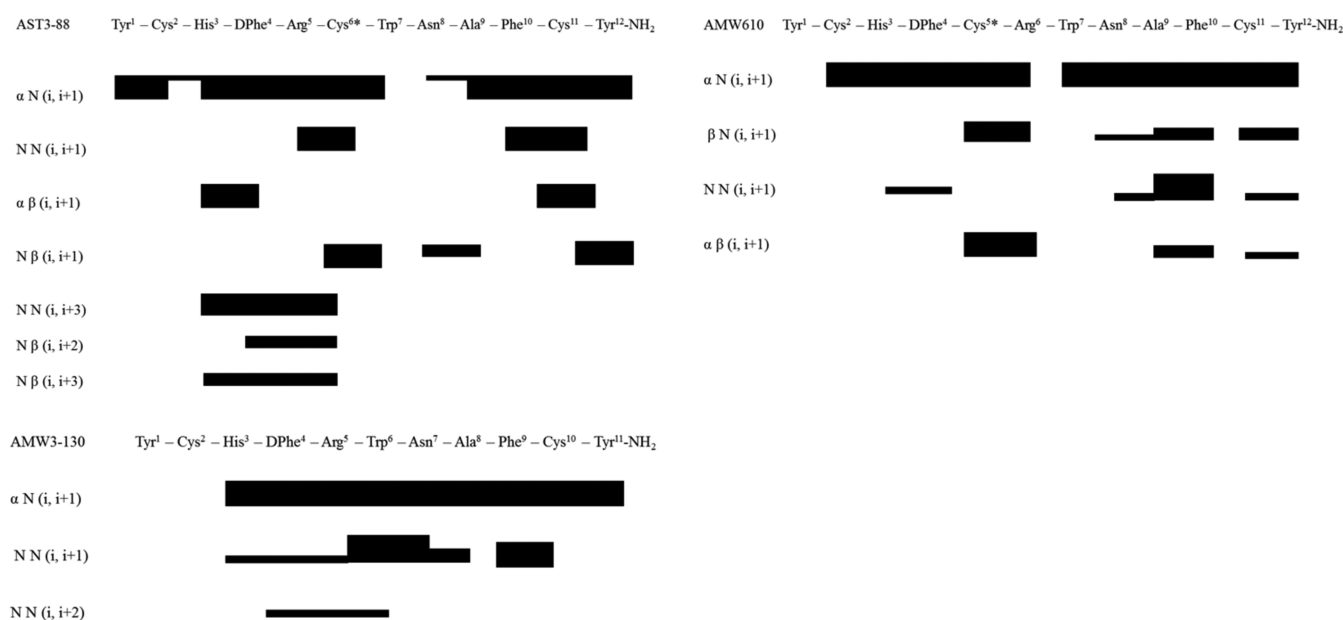 AST3-88 Tyr¹ – Cys² – His³ – DPhe⁴ – Arg⁵ – Cys⁶* – Trp⁷ – Asn⁸ – Ala⁹ – Phe¹⁰ – Cys¹¹ – Tyr¹²-NH₂
α N (i, i+1)
N N (i, i+1)
α β (i, i+1)
N β (i, i+1)
N N (i, i+3)
N β (i, i+2)
N β (i, i+3)
AMW610 Tyr¹ – Cys² – His³ – DPhe⁴ – Cys⁵* – Arg⁶ – Trp⁷ – Asn⁸ – Ala⁹ – Phe¹⁰ – Cys¹¹ – Tyr¹²-NH₂
α N (i, i+1)
β N (i, i+1)
N N (i, i+1)
α β (i, i+1)
AMW3-130 Tyr¹ – Cys² – His³ – DPhe⁴ – Arg⁵ – Trp⁶ – Asn⁷ – Ala⁸ – Phe⁹ – Cys¹⁰ – Tyr¹¹-NH₂
α N (i, i+1)
N N (i, i+1)
N N (i, i+2)